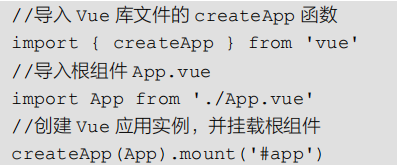 //导入 Vue 库文件的 createApp 函数
import { createApp } from 'vue'
//导入根组件 App.vue
import App from './App.vue'
//创建 Vue 应用实例，并挂载根组件
createApp(App).mount('#app')